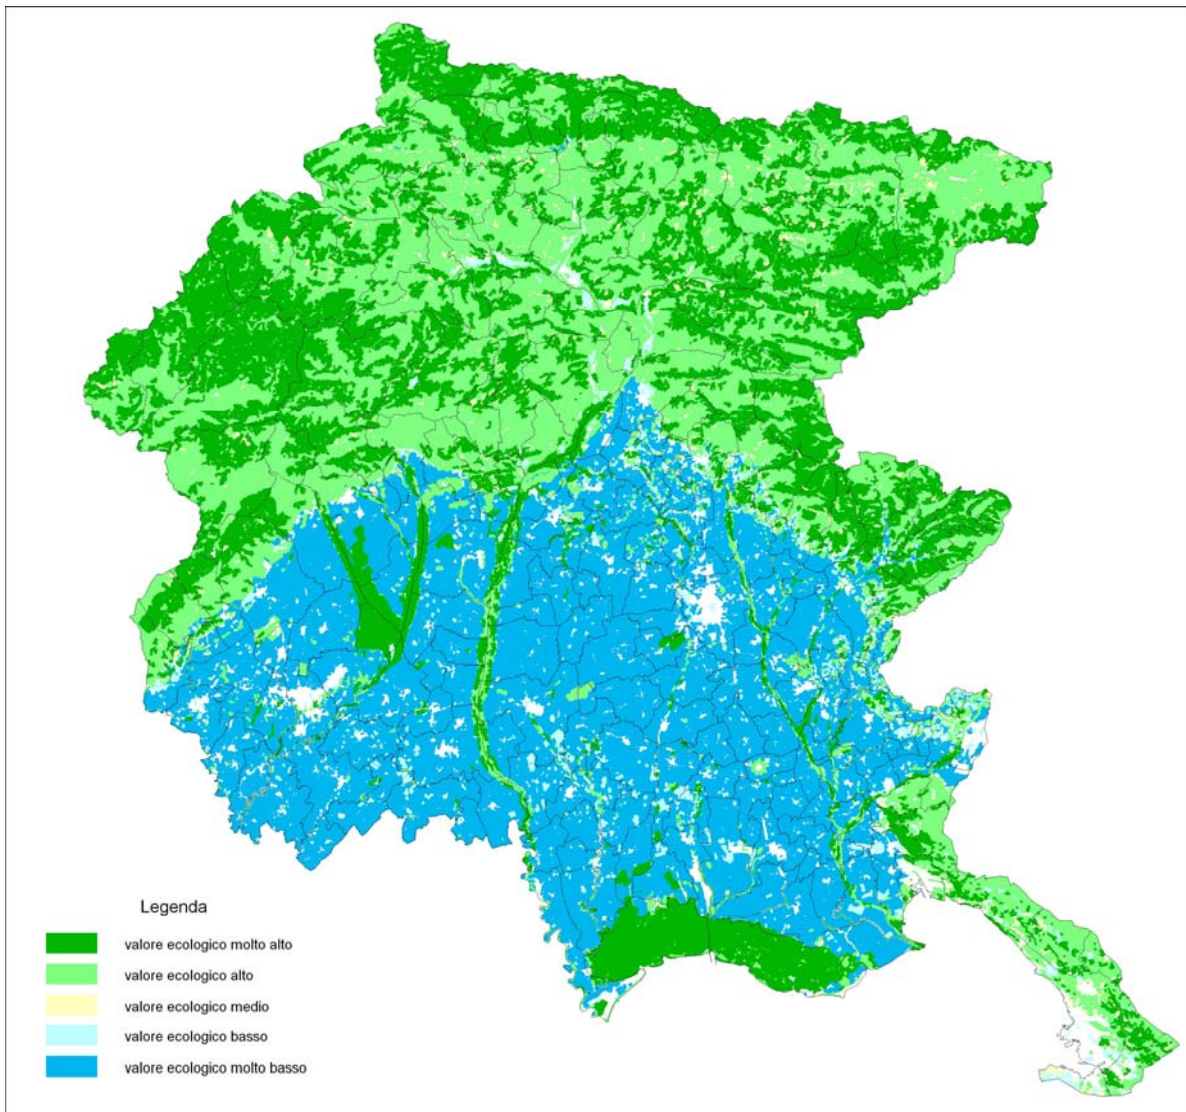 Legenda
valore ecologico molto alto
valore ecologico alto
valore ecologico medio
valore ecologico basso
valore ecologico molto basso